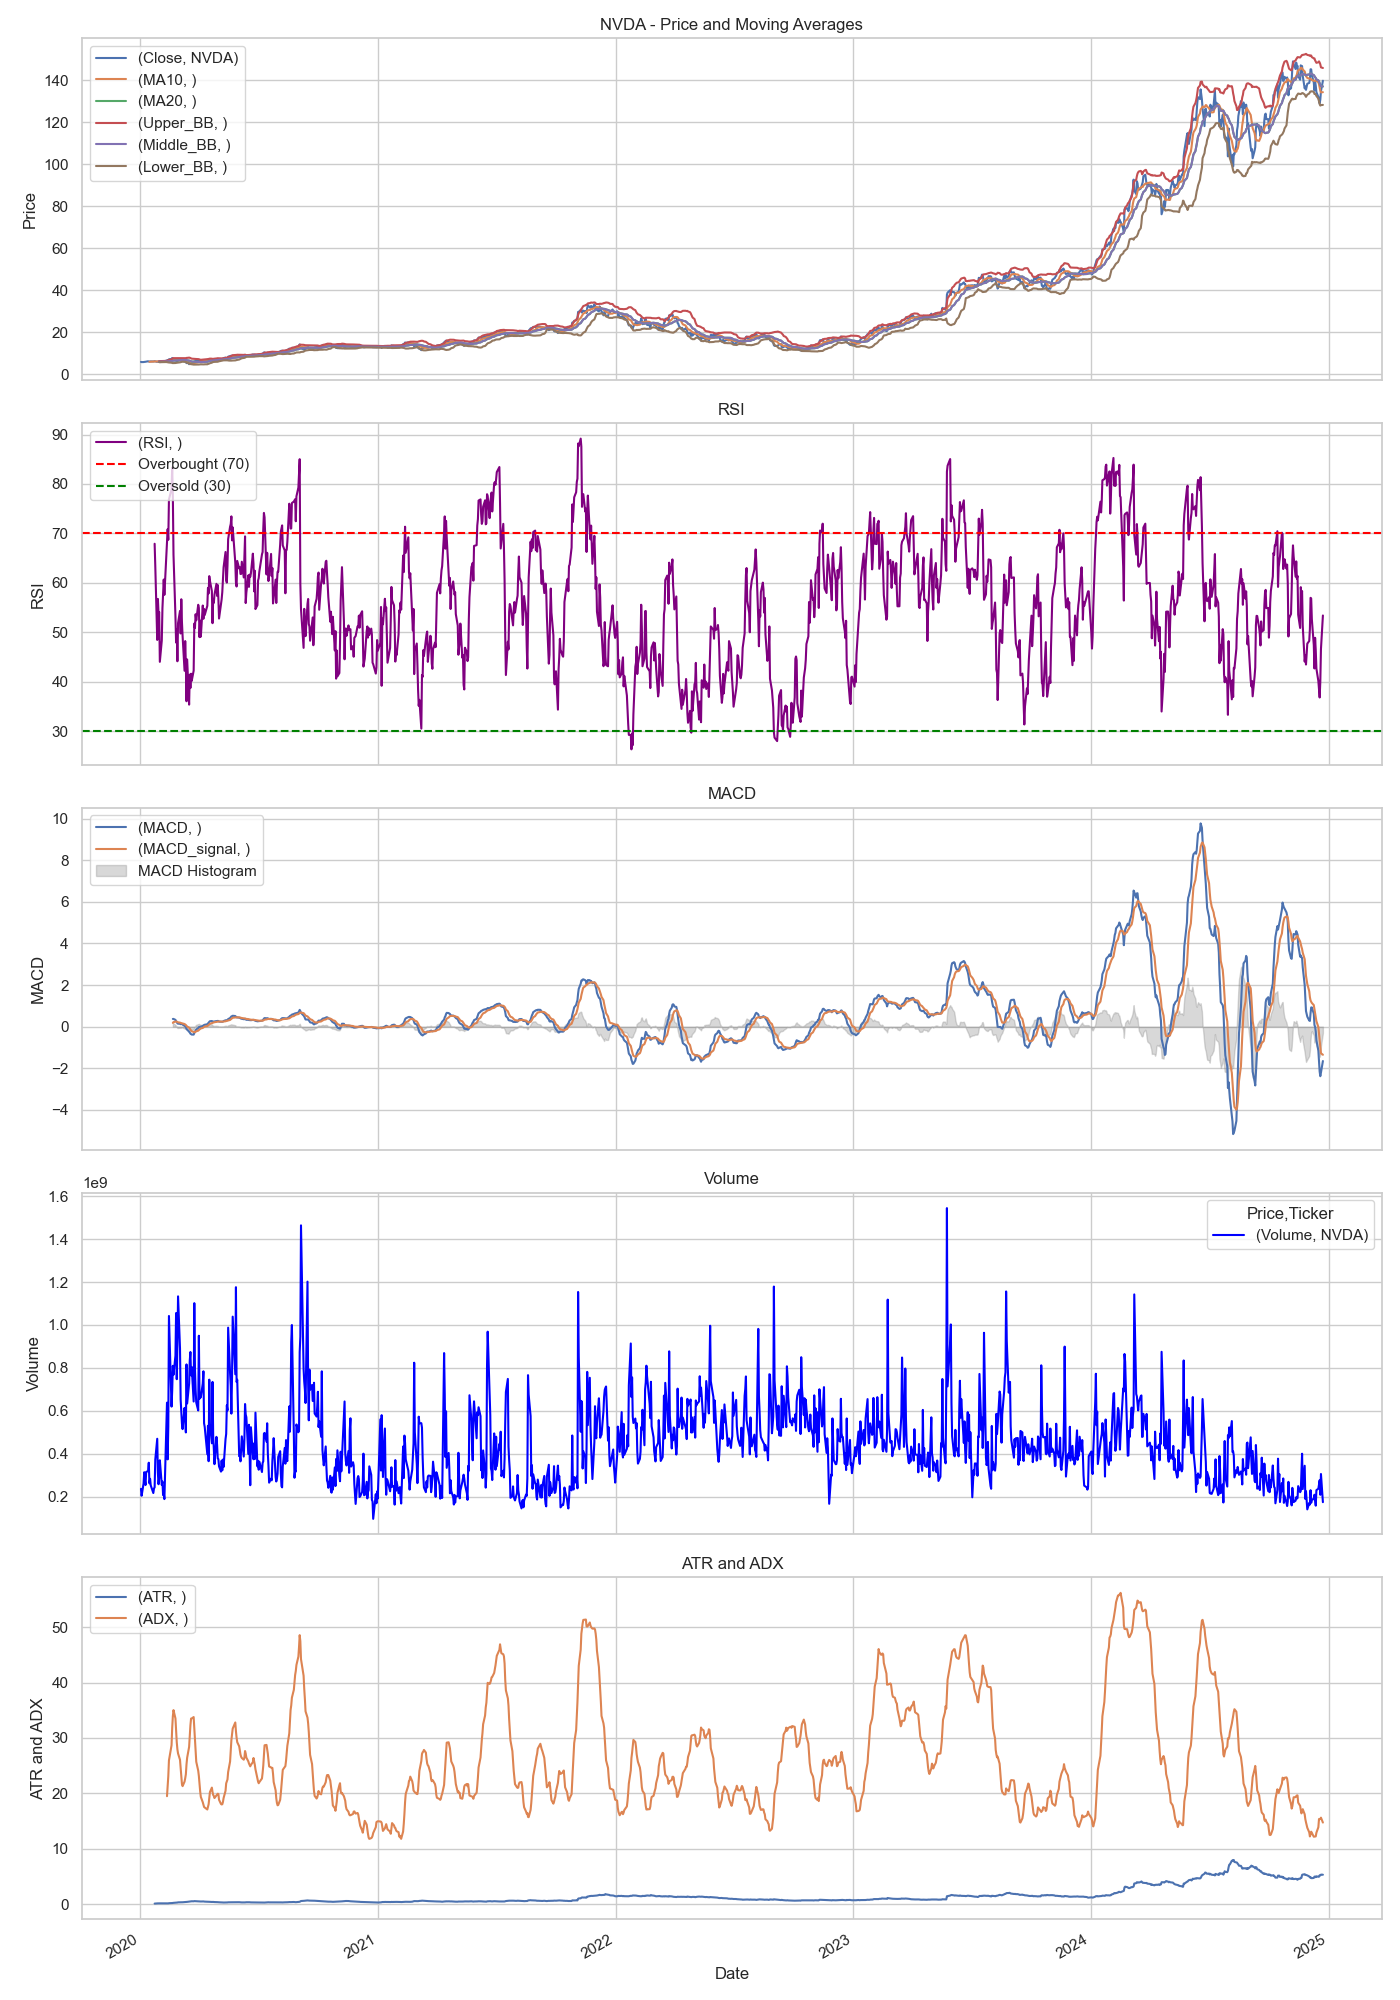 NVDA - Price and Moving Averages
(Close, NVDA)
(MA10, )
(MA20, )
(Upper_BB, )
(Middle_BB, )
(Lower_BB, )
Price
140
120
100
80
60
40
20
0
RSI
(RSI, )
Overbought (70)
Oversold (30)
RSI
90
80
70
60
50
40
30
MACD
(MACD, )
(MACD_signal, )
MACD Histogram
MACD
10
8
6
4
2
0
−2
−4
Volume
1e9
Price,Ticker
(Volume, NVDA)
Volume
1.6
1.4
1.2
1.0
0.8
0.6
0.4
0.2
ATR and ADX
(ATR, )
(ADX, )
ATR and ADX
50
40
30
20
10
0
2020
2021
2022
2023
2024
2025
Date